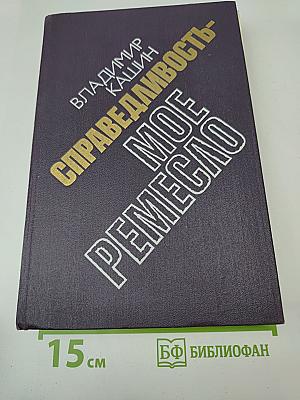 ВЛАДИМИР
КАШИН
СПРАВЕДЛИВОСТЬ-
МОЕ
РЕМЕСЛО
15 см
БФ БИБЛИОФАН